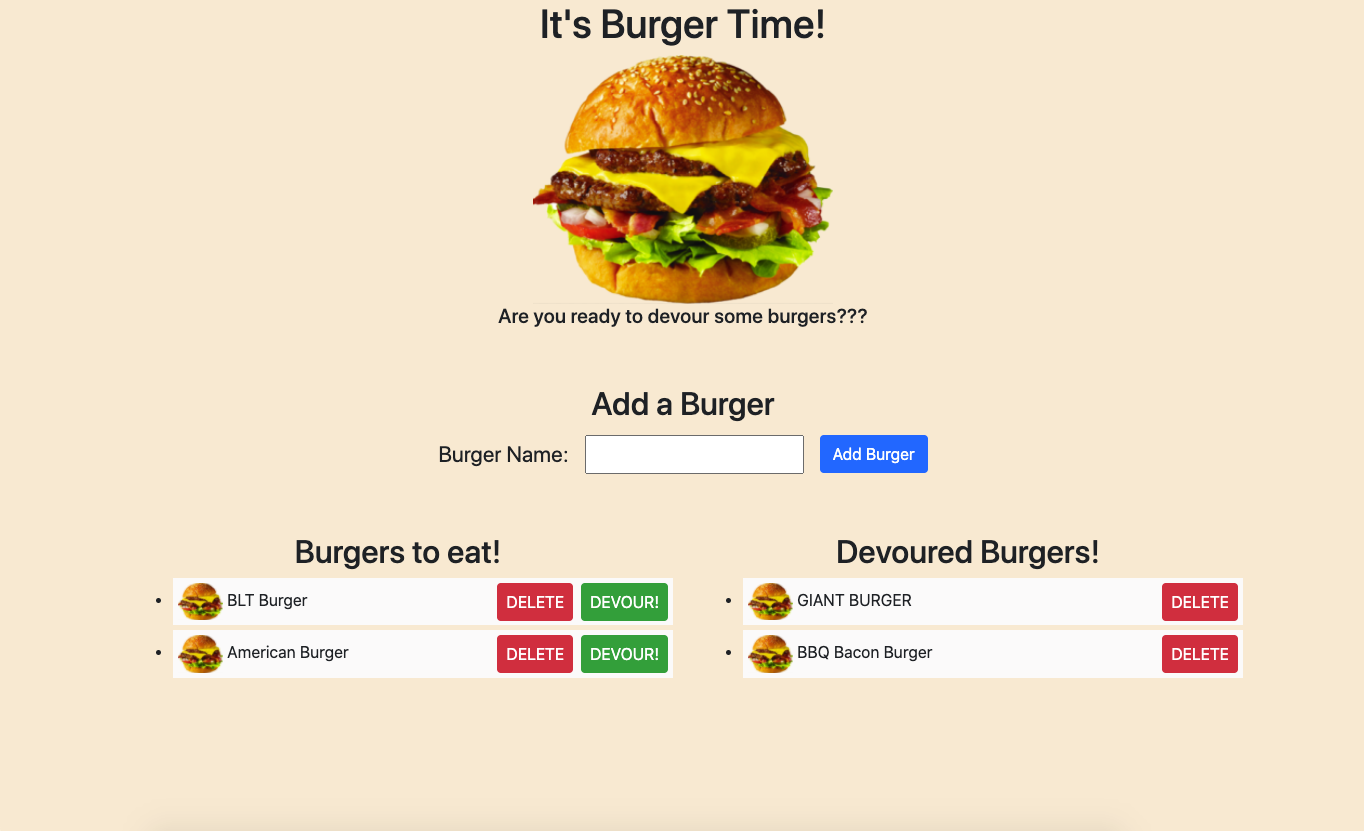 It's Burger Time!
Are you ready to devour some burgers???
Add a Burger
Burger Name:
Add Burger
Burgers to eat!
BLT Burger DELETE DEVOUR!
American Burger DELETE DEVOUR!
Devoured Burgers!
GIANT BURGER DELETE
BBQ Bacon Burger DELETE